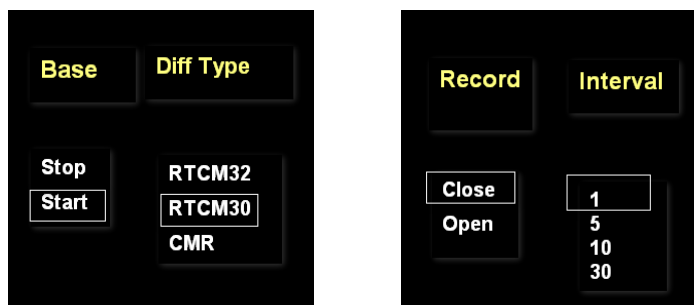 Base
Diff Type
Stop
Start
RTCM32
RTCM30
CMR
Record
Interval
Close
Open
1
5
10
30